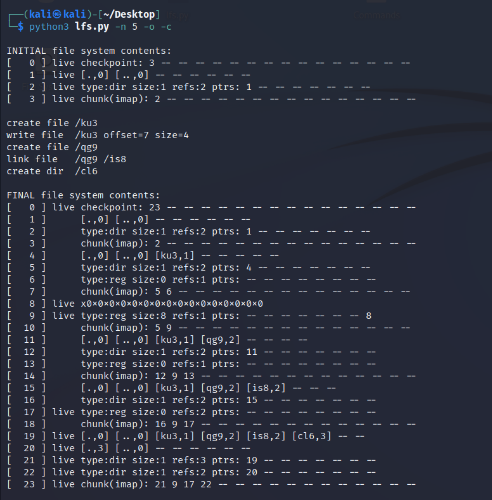 ┌──(kali㉿kali)-[~/Desktop]
└─$ python3 lfs.py -n 5 -o -c
INITIAL file system contents:
[   0 ] live checkpoint: 3 -- -- -- -- -- -- -- -- -- -- -- -- -- -- --
[   1 ] live [.,0] [..,0] -- -- -- -- -- --
[   2 ] live type:dir size:1 refs:2 ptrs: 1 -- -- -- -- -- -- --
[   3 ] live chunk(imap): 2 -- -- -- -- -- -- -- -- -- -- -- -- -- -- --
create file /ku3
write file  /ku3 offset=7 size=4
create file /qg9
link file   /qg9 /is8
create dir  /cl6
FINAL file system contents:
[   0 ] live checkpoint: 23 -- -- -- -- -- -- -- -- -- -- -- -- -- -- --
[   1 ]      [.,0] [..,0] -- -- -- -- -- --
[   2 ]      type:dir size:1 refs:2 ptrs: 1 -- -- -- -- -- -- --
[   3 ]      chunk(imap): 2 -- -- -- -- -- -- -- -- -- -- -- -- -- -- --
[   4 ]      [.,0] [..,0] [ku3,1] -- -- -- -- --
[   5 ]      type:dir size:1 refs:2 ptrs: 4 -- -- -- -- -- -- --
[   6 ]      type:reg size:0 refs:1 ptrs: -- -- -- -- -- -- -- --
[   7 ]      chunk(imap): 5 6 -- -- -- -- -- -- -- -- -- -- -- -- -- --
[   8 ] live x0x0x0x0x0x0x0x0x0x0x0x0x0x0x0x0x0x0x0x0
[   9 ] live type:reg size:8 refs:1 ptrs: -- -- -- -- -- -- -- 8
[  10 ]      chunk(imap): 5 9 -- -- -- -- -- -- -- -- -- -- -- -- -- --
[  11 ]      [.,0] [..,0] [ku3,1] [qg9,2] -- -- -- --
[  12 ]      type:dir size:1 refs:2 ptrs: 11 -- -- -- -- -- -- --
[  13 ]      type:reg size:0 refs:1 ptrs: -- -- -- -- -- -- -- --
[  14 ]      chunk(imap): 12 9 13 -- -- -- -- -- -- -- -- -- -- -- -- --
[  15 ]      [.,0] [..,0] [ku3,1] [qg9,2] [is8,2] -- -- --
[  16 ]      type:dir size:1 refs:2 ptrs: 15 -- -- -- -- -- -- --
[  17 ] live type:reg size:0 refs:2 ptrs: -- -- -- -- -- -- -- --
[  18 ]      chunk(imap): 16 9 17 -- -- -- -- -- -- -- -- -- -- -- -- --
[  19 ] live [.,0] [..,0] [ku3,1] [qg9,2] [is8,2] [cl6,3] -- --
[  20 ] live [.,3] [..,0] -- -- -- -- -- --
[  21 ] live type:dir size:1 refs:3 ptrs: 19 -- -- -- -- -- -- --
[  22 ] live type:dir size:1 refs:2 ptrs: 20 -- -- -- -- -- -- --
[  23 ] live chunk(imap): 21 9 17 22 -- -- -- -- -- -- -- -- -- -- -- --